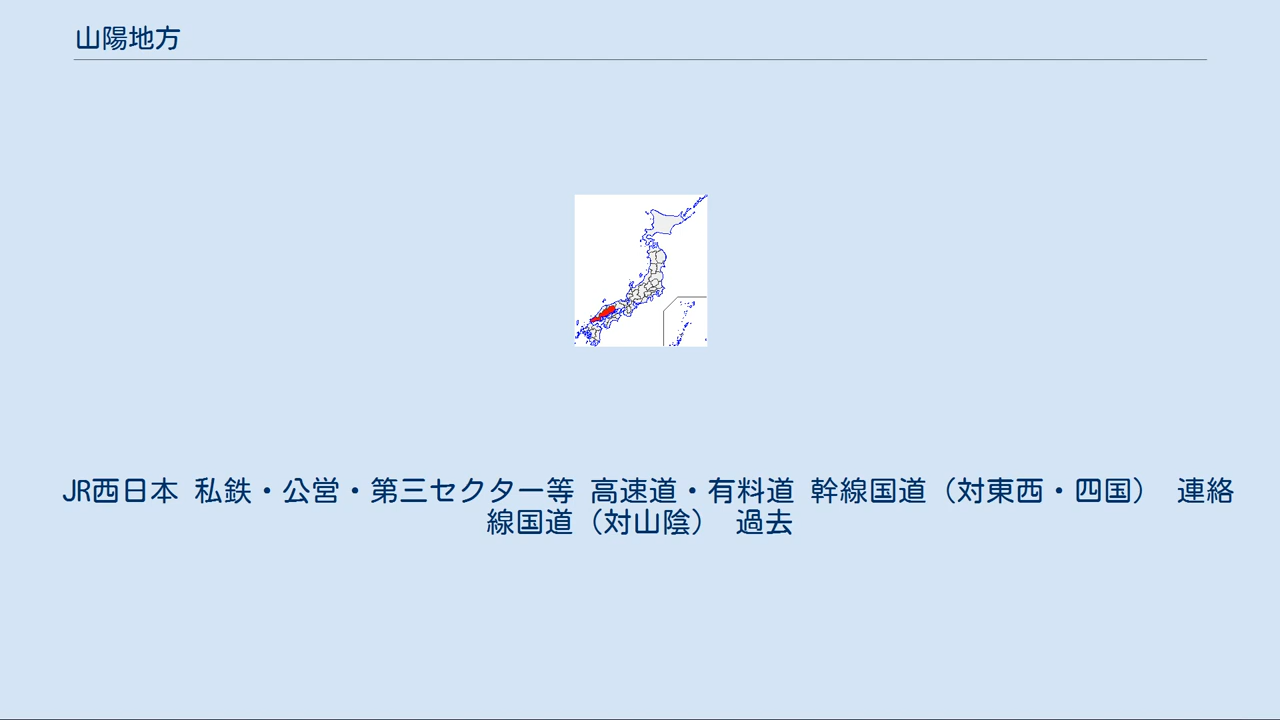 山陽地方
JR西日本 私鉄・公営・第三セクター等 高速道・有料道 幹線国道（対東西・四国） 連絡
線国道（対山陰） 過去